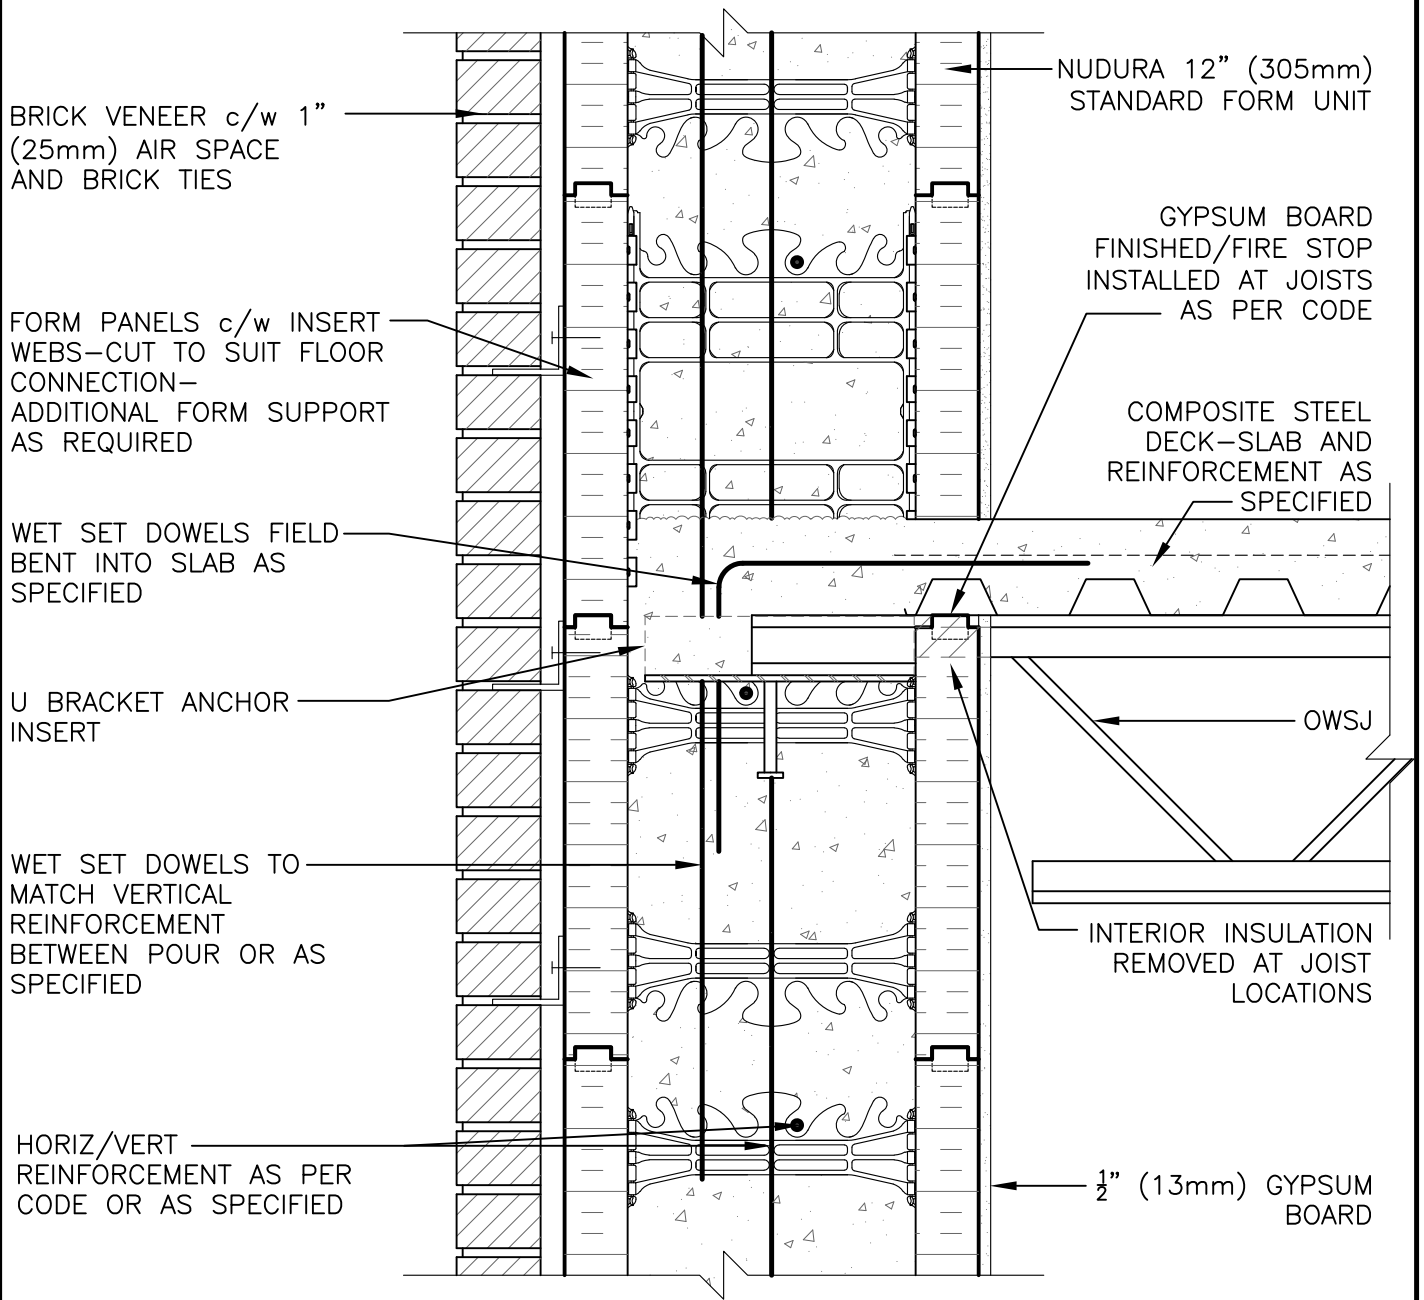 BRICK VENEER c/w 1”
(25mm) AIR SPACE
AND BRICK TIES
FORM PANELS c/w INSERT
WEBS–CUT TO SUIT FLOOR
CONNECTION–
ADDITIONAL FORM SUPPORT
AS REQUIRED
WET SET DOWELS FIELD
BENT INTO SLAB AS
SPECIFIED
U BRACKET ANCHOR
INSERT
WET SET DOWELS TO
MATCH VERTICAL
REINFORCEMENT
BETWEEN POUR OR AS
SPECIFIED
HORIZ/VERT
REINFORCEMENT AS PER
CODE OR AS SPECIFIED
NUDURA 12” (305mm)
STANDARD FORM UNIT
GYPSUM BOARD
FINISHED/FIRE STOP
INSTALLED AT JOISTS
AS PER CODE
COMPOSITE STEEL
DECK–SLAB AND
REINFORCEMENT AS
SPECIFIED
OWSJ
INTERIOR INSULATION
REMOVED AT JOIST
LOCATIONS
½” (13mm) GYPSUM
BOARD